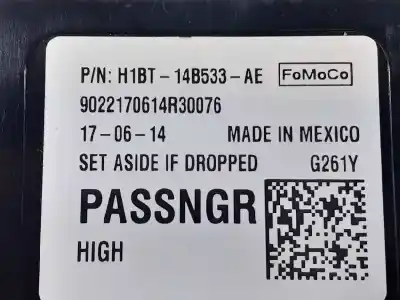 P/N: H1BT-14B533-AE FoMoCo
9022170614R30076
17-06-14 MADE IN MEXICO
SET ASIDE IF DROPPED G261Y
PASSNGR
HIGH